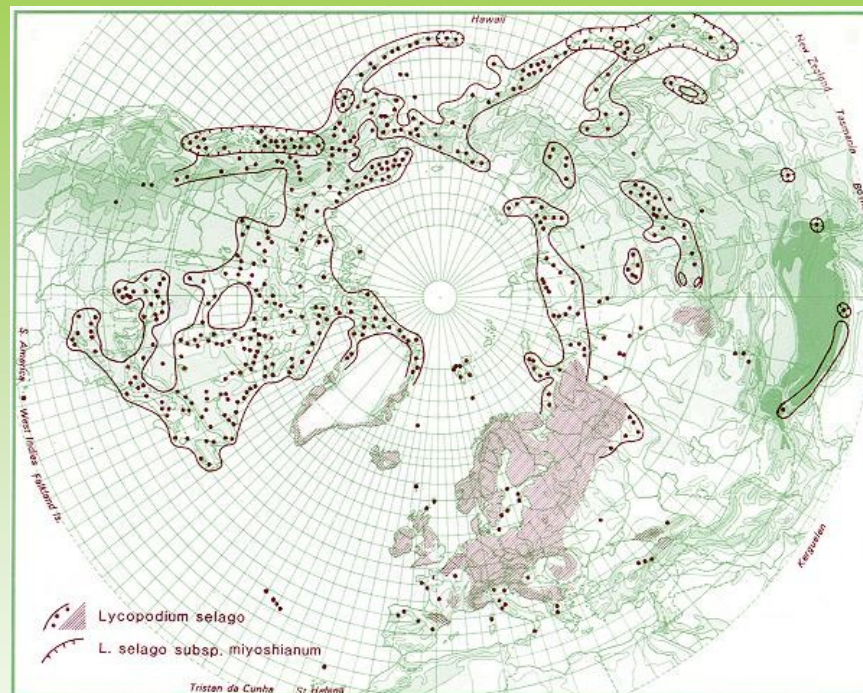 Hawaii
New Zealand
Tasmania
S. America
West Indies
Falkland Is.
Kerguelen
Lycopodium selago
L. selago subsp. miyoshianum
Tristan da Cunha
St Helena